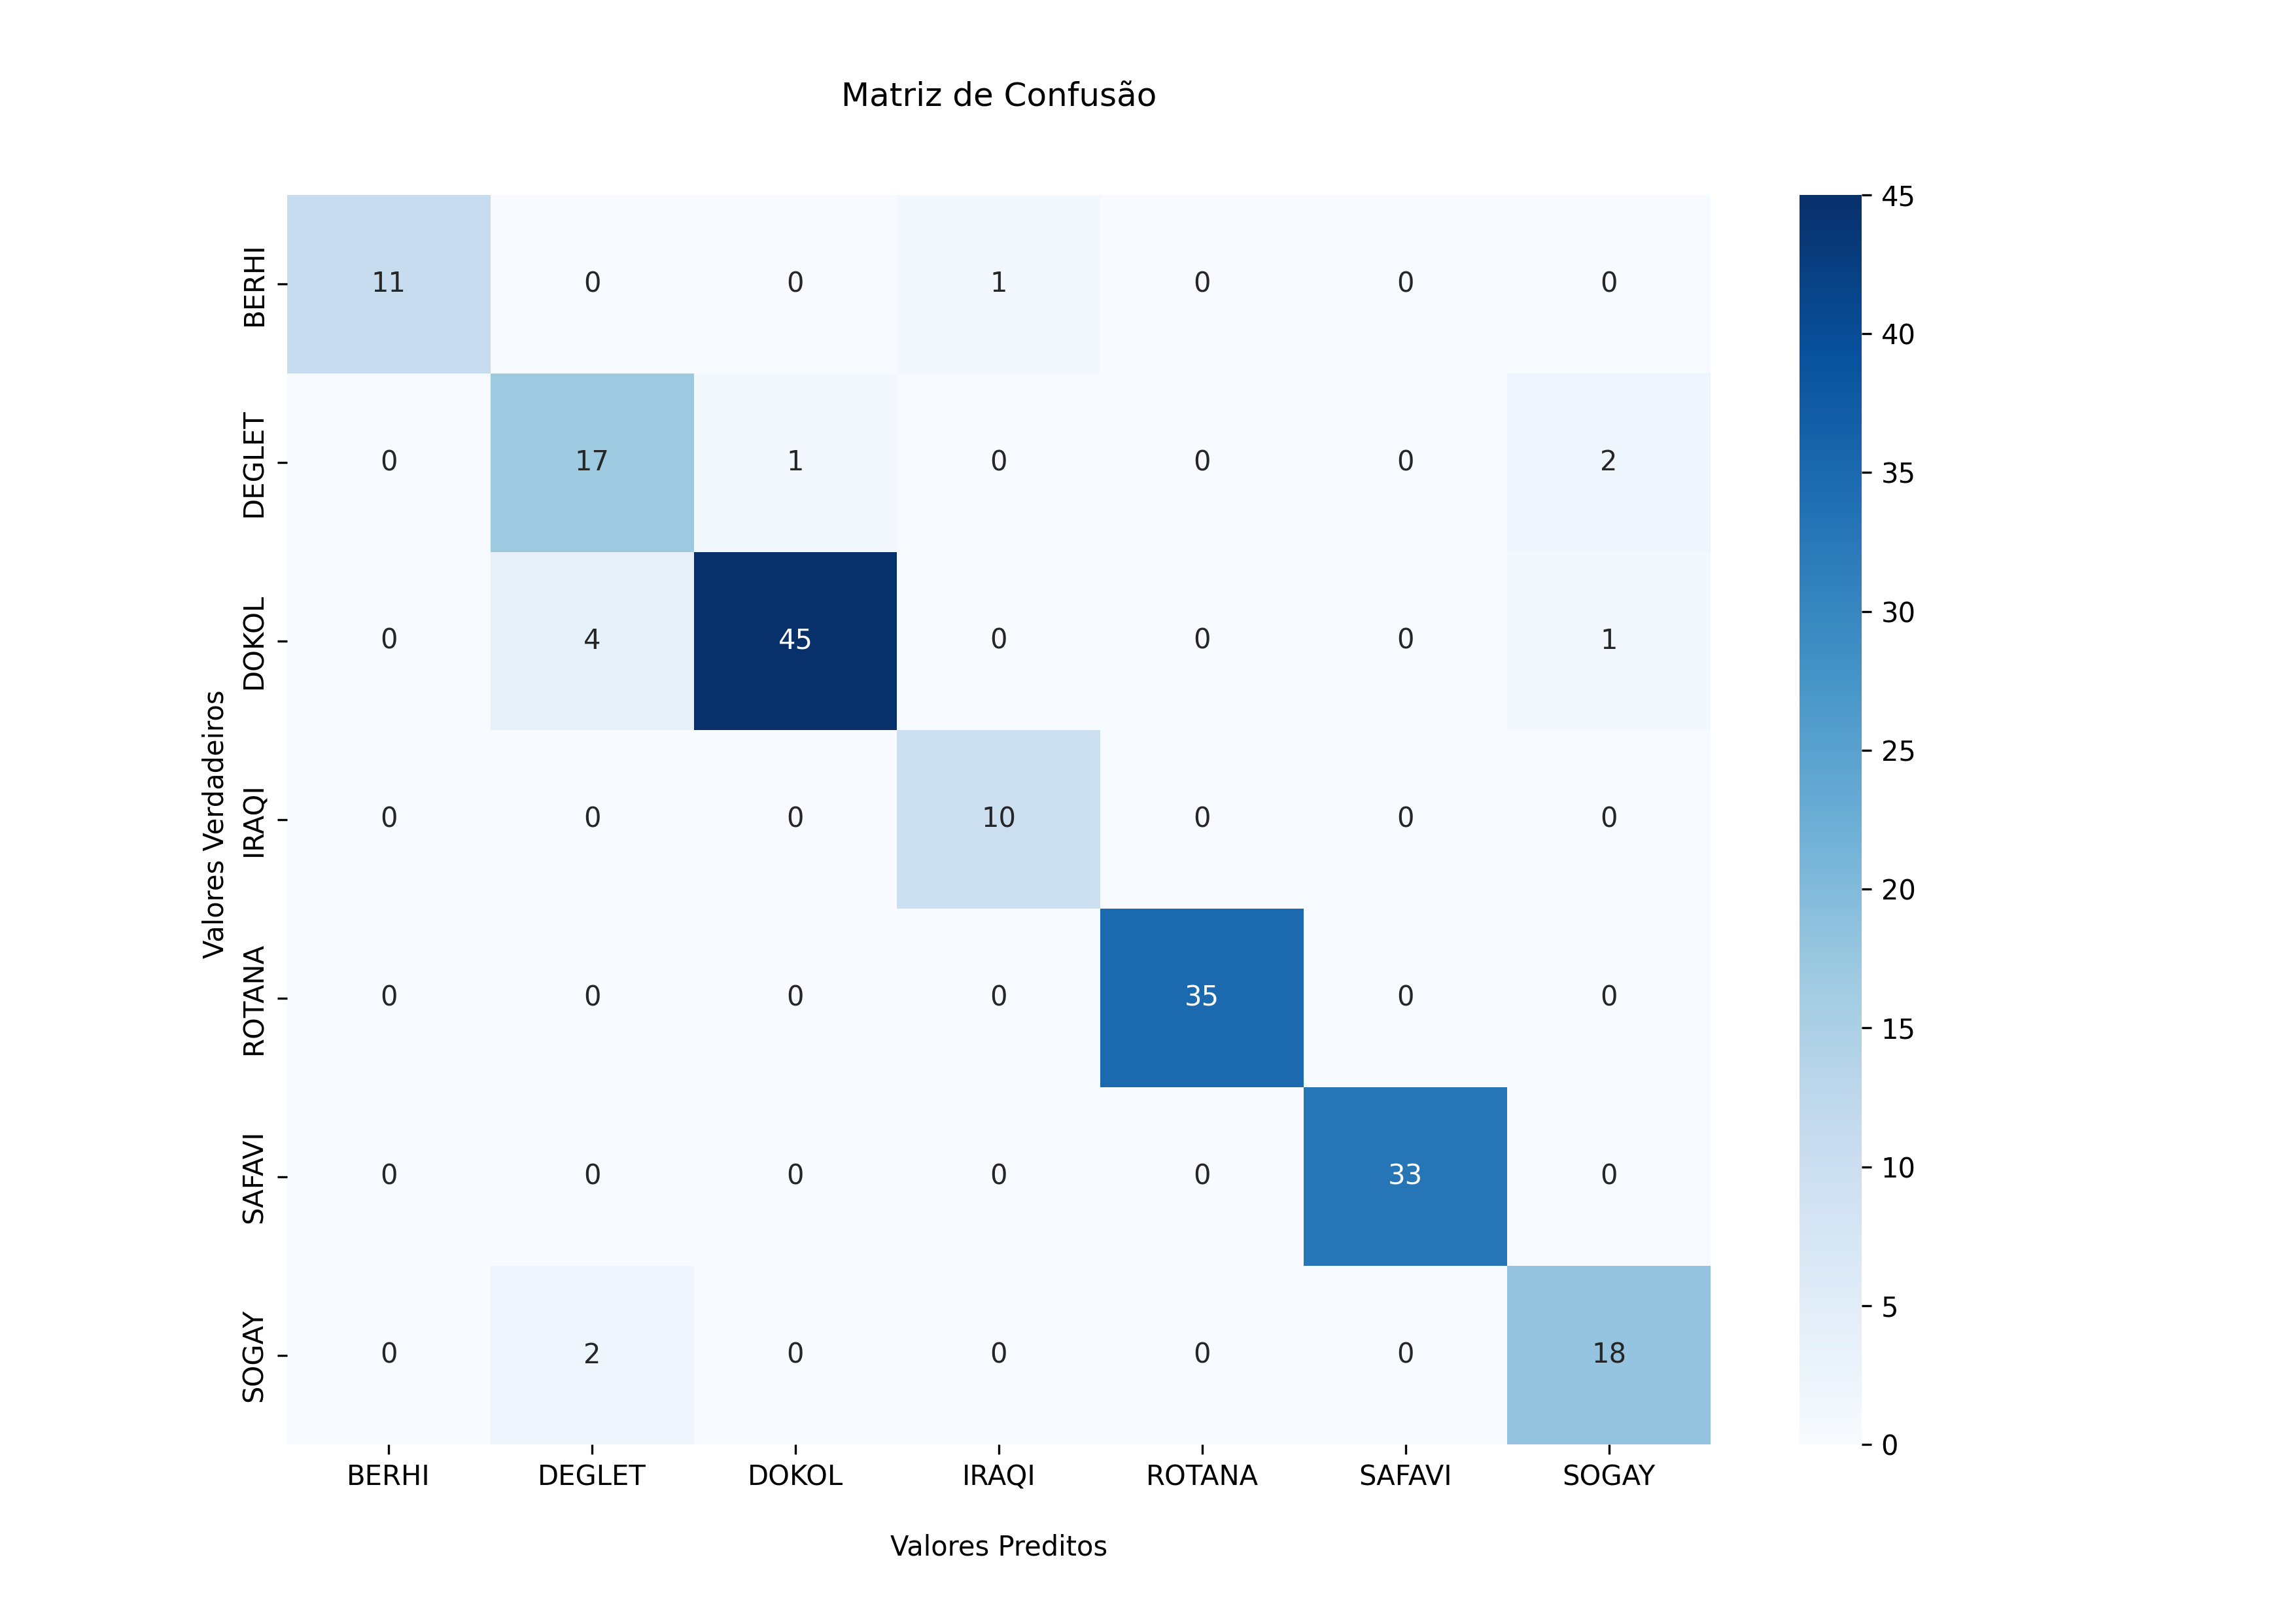 Matriz de Confusão
Valores Verdadeiros
BERHI 11 0 0 1 0 0 0
DEGLET 0 17 1 0 0 0 2
DOKOL 0 4 45 0 0 0 1
IRAQI 0 0 0 10 0 0 0
ROTANA 0 0 0 0 35 0 0
SAFAVI 0 0 0 0 0 33 0
SOGAY 0 2 0 0 0 0 18
BERHI DEGLET DOKOL IRAQI ROTANA SAFAVI SOGAY
Valores Preditos
45
40
35
30
25
20
15
10
5
0